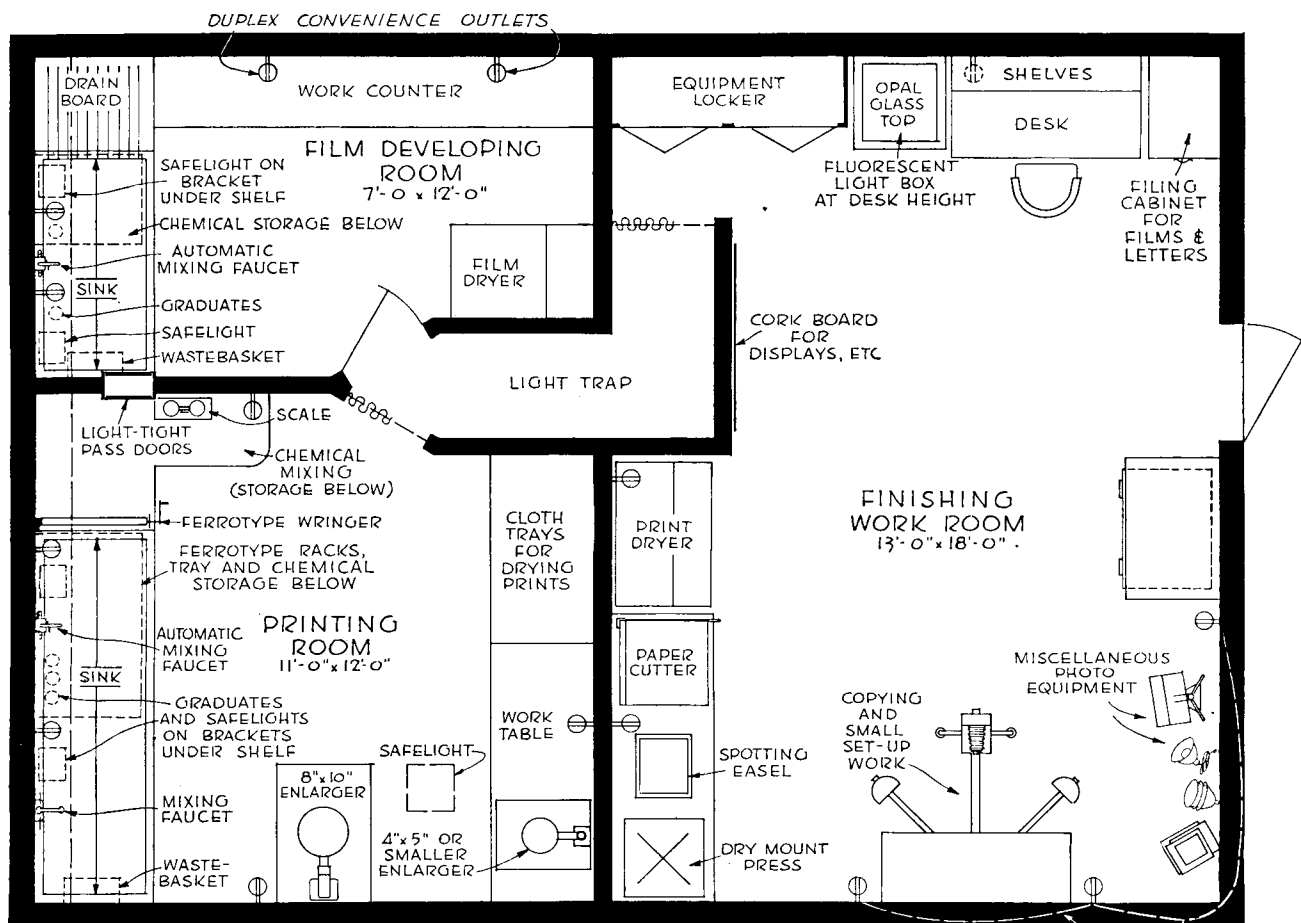 DUPLEX CONVENIENCE OUTLETS
DRAIN
BOARD
WORK COUNTER
EQUIPMENT
LOCKER
OPAL
GLASS
TOP
SHELVES
DESK
FILM DEVELOPING
ROOM
7'-0 x 12'-0"
SAFELIGHT ON
BRACKET
UNDER SHELF
CHEMICAL STORAGE BELOW
AUTOMATIC
MIXING FAUCET
SINK
GRADUATES
SAFELIGHT
WASTEBASKET
FILM
DRYER
FLUORESCENT
LIGHT BOX
AT DESK HEIGHT
FILING
CABINET
FOR
FILMS &
LETTERS
CORK BOARD
FOR
DISPLAYS, ETC
LIGHT TRAP
LIGHT-TIGHT
PASS DOORS
SCALE
CHEMICAL
MIXING
(STORAGE BELOW)
FERROTYPE WRINGER
FERROTYPE RACKS,
TRAY AND CHEMICAL
STORAGE BELOW
CLOTH
TRAYS
FOR
DRYING
PRINTS
PRINT
DRYER
FINISHING
WORK ROOM
13'-0" x 18'-0".
PRINTING
ROOM
11'-0" x 12'-0"
AUTOMATIC
MIXING
FAUCET
SINK
GRADUATES
AND SAFELIGHTS
ON BRACKETS
UNDER SHELF
MIXING
FAUCET
WASTE-
BASKET
PAPER
CUTTER
WORK
TABLE
SAFELIGHT
8" x 10"
ENLARGER
4" x 5" OR
SMALLER
ENLARGER
SPOTTING
EASEL
DRY MOUNT
PRESS
COPYING
AND
SMALL
SET-UP
WORK
MISCELLANEOUS
PHOTO
EQUIPMENT